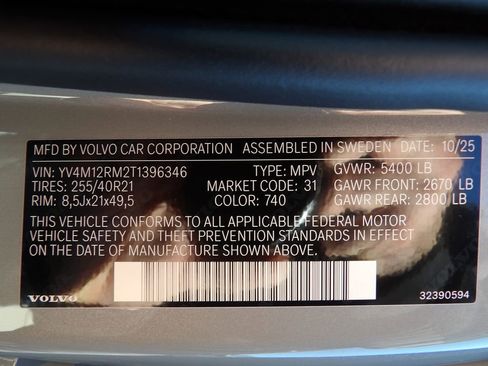 MFD BY VOLVO CAR CORPORATION ASSEMBLED IN SWEDEN DATE: 10/25
VIN: YV4M12RM2T1396346 TYPE: MPV GVWR: 5400 LB
TIRES: 255/40R21 MARKET CODE: 31 GAWR FRONT: 2670 LB
RIM: 8,5Jx21x49,5 COLOR: 740 GAWR REAR: 2800 LB
THIS VEHICLE CONFORMS TO ALL APPLICABLE FEDERAL MOTOR
VEHICLE SAFETY AND THEFT PREVENTION STANDARDS IN EFFECT
ON THE DATE OF MANUFACTURE SHOWN ABOVE.
VOLVO 32390594